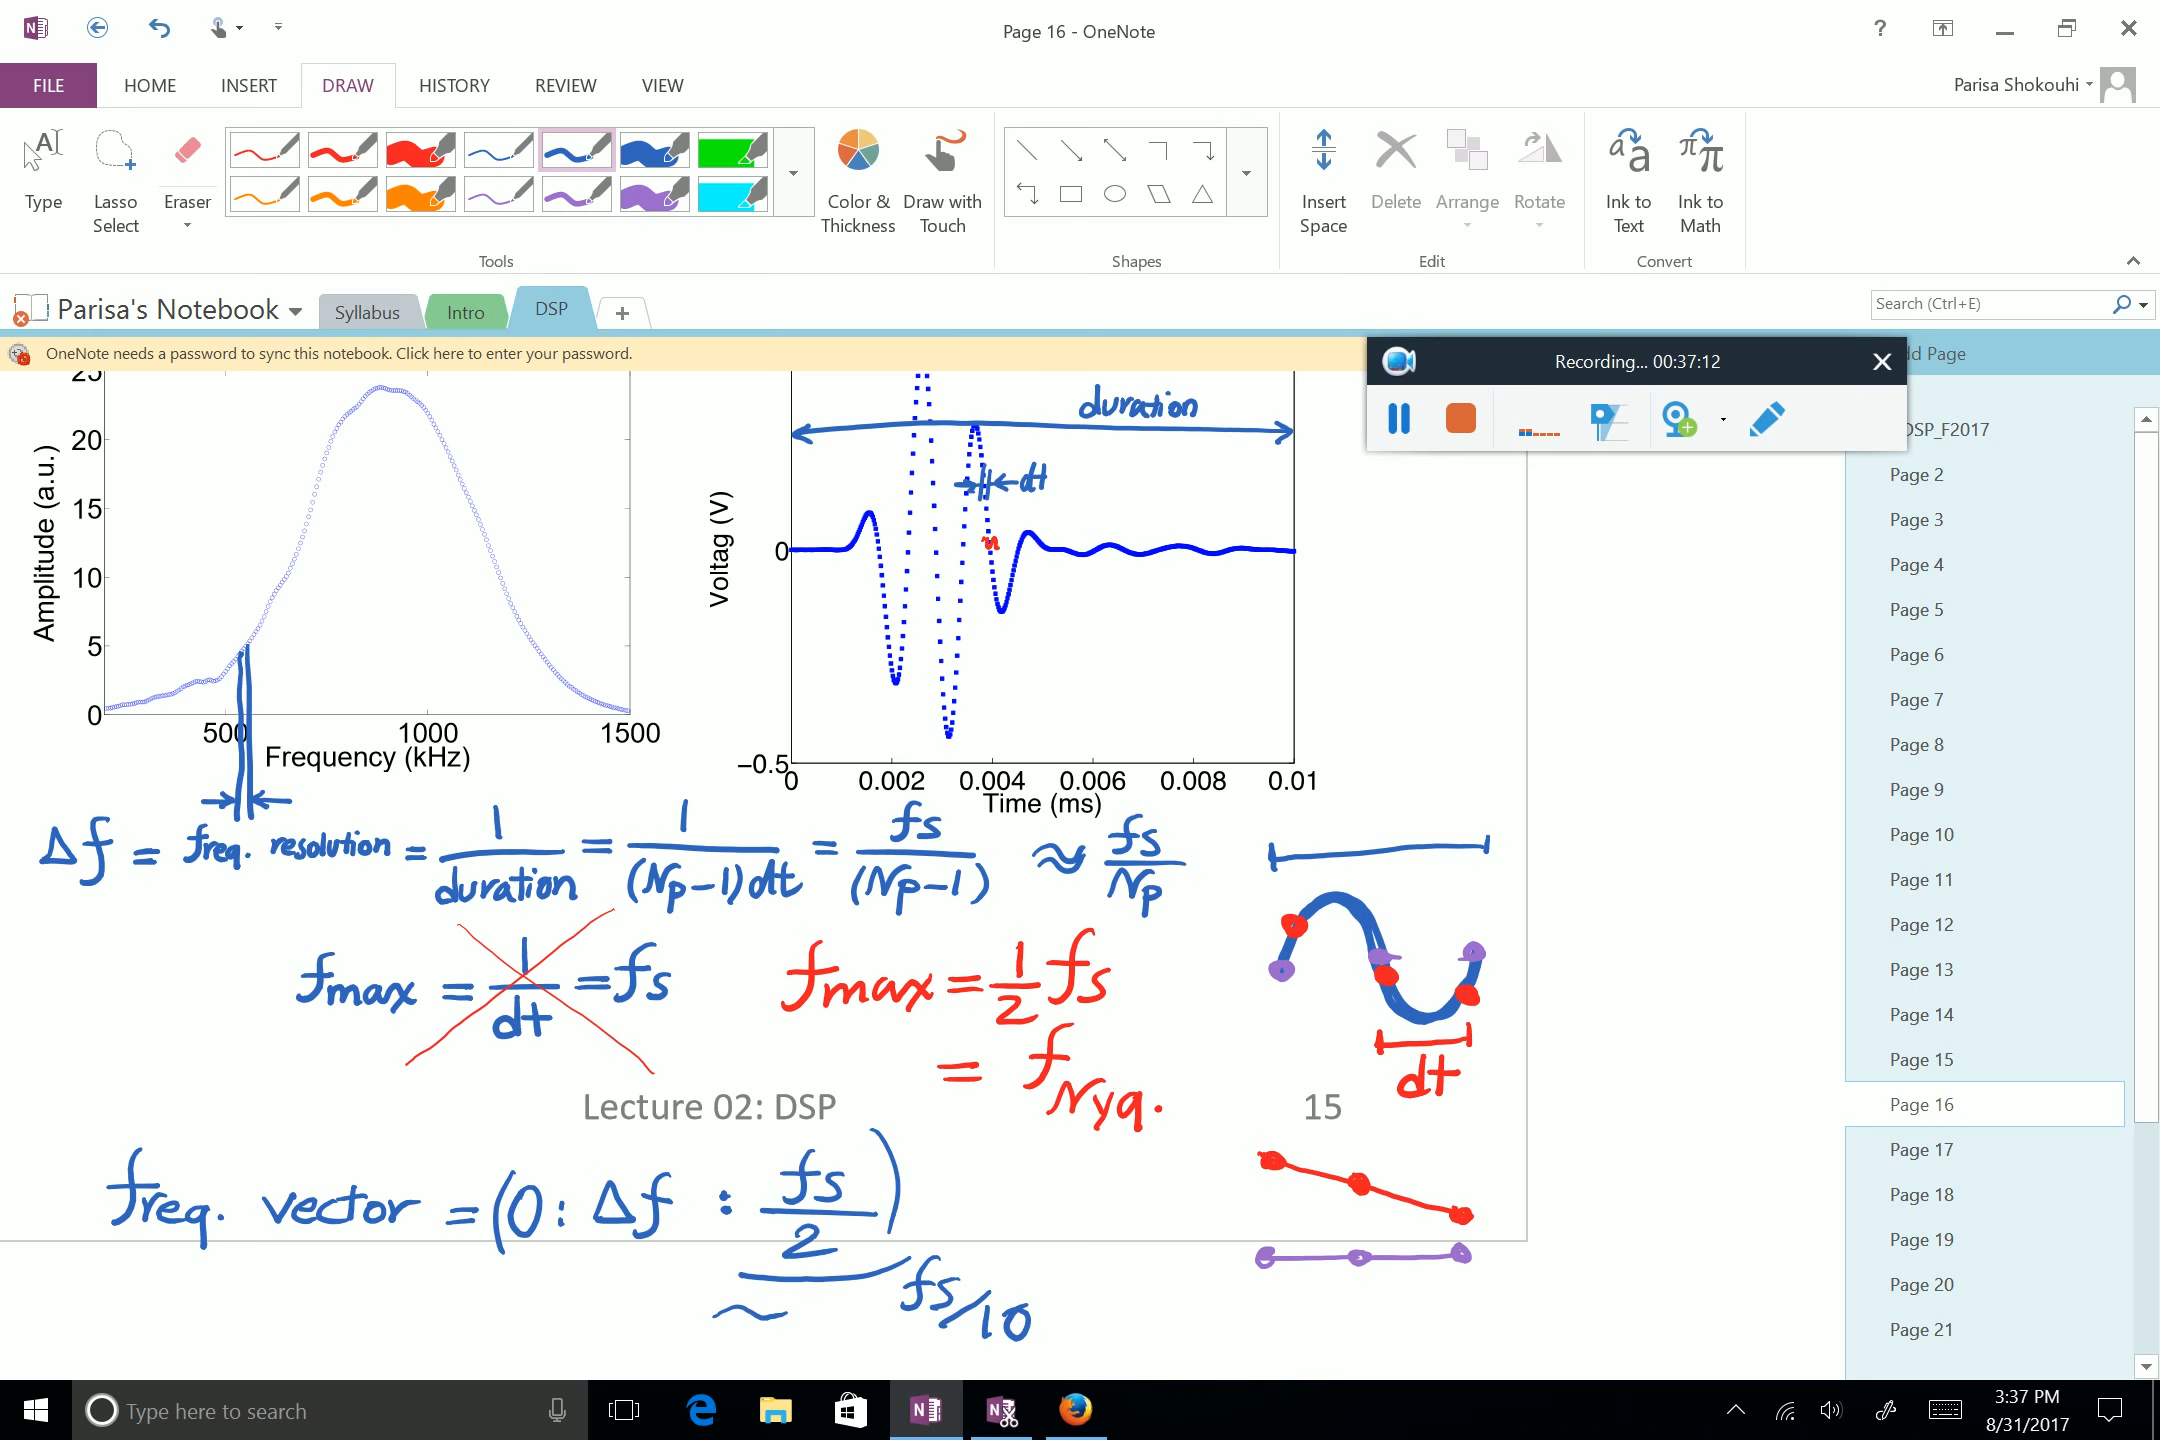 Page 16 - OneNote
?
FILE HOME INSERT DRAW HISTORY REVIEW VIEW
Parisa Shokouhi
Type
Lasso Select
Eraser
Color & Thickness
Draw with Touch
Insert Space
Delete
Arrange
Rotate
Ink to Text
Ink to Math
Tools
Shapes
Edit
Convert
Parisa's Notebook
Syllabus
Intro
DSP
+
Search (Ctrl+E)
OneNote needs a password to sync this notebook. Click here to enter your password.
Recording... 00:37:12
dd Page
DSP_F2017
Page 2
Page 3
Page 4
Page 5
Page 6
Page 7
Page 8
Page 9
Page 10
Page 11
Page 12
Page 13
Page 14
Page 15
Page 16
Page 17
Page 18
Page 19
Page 20
Page 21
Amplitude (a.u.)
25
20
15
10
5
0
500 1000 1500
Frequency (kHz)
Voltag (V)
0
−0.5
0 0.002 0.004 0.006 0.008 0.01
Time (ms)
duration
dt
Δf = freq. resolution = 1/duration = 1/(Np-1)dt = fs/(Np-1) ≈ fs/Np
fmax = 1/dt = fs
fmax = 1/2 fs
= fNyq.
dt
Lecture 02: DSP
15
freq. vector = (0 : Δf : fs/2)
~ fs/10
Type here to search
3:37 PM
8/31/2017